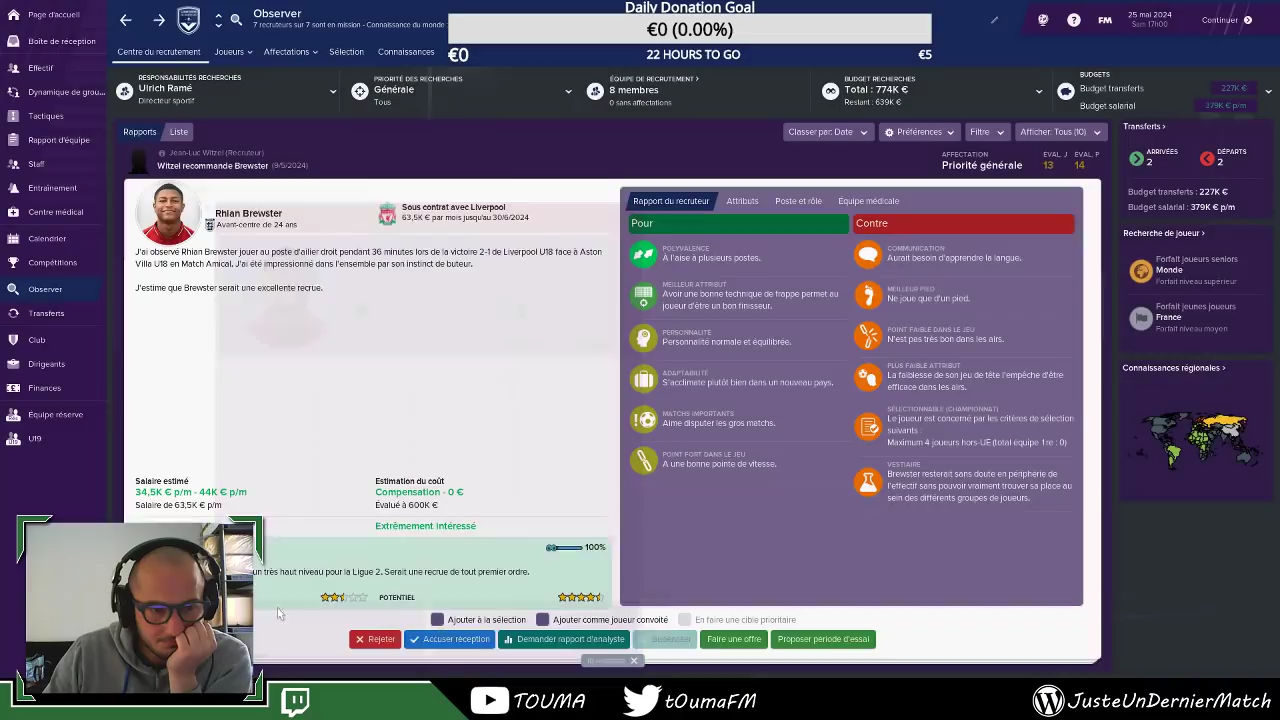 Daily Donation Goal
€0 (0.00%)
€0
22 HOURS TO GO
€5
Observer
7 recruteurs sur 7 sont en mission - Connaissance du monde :
FM
25 mai 2024
Sam 17h00
Continuer
Centre du recrutement
Joueurs
Affectations
Sélection
Connaissances
Boîte de réception
Effectif
Dynamique de grou...
Tactiques
Rapport d'équipe
Staff
Entraînement
Centre médical
Calendrier
Compétitions
Observer
Transferts
Club
Dirigeants
Finances
Equipe réserve
U19
RESPONSABILITÉS RECHERCHES
Ulrich Ramé
Directeur sportif
PRIORITÉ DES RECHERCHES
Générale
Tous
ÉQUIPE DE RECRUTEMENT >
8 membres
0 sans affectations
BUDGET RECHERCHES
Total : 774K €
Restant : 639K €
BUDGETS
Budget transferts
227K €
Budget salarial
379K € p/m
Rapports
Liste
Classer par: Date
Préférences
Filtre
Afficher: Tous (10)
Jean-Luc Witzel (Recruteur)
Witzel recommande Brewster (9/5/2024)
AFFECTATION
Priorité générale
EVAL. J
13
EVAL. P
14
Rhian Brewster
Avant-centre de 24 ans
Sous contrat avec Liverpool
63,5K € par mois jusqu'au 30/6/2024
J'ai observé Rhian Brewster jouer au poste d'ailier droit pendant 36 minutes lors de la victoire 2-1 de Liverpool U18 face à Aston
Villa U18 en Match Amical. J'ai été impressionné dans l'ensemble par son instinct de buteur.
J'estime que Brewster serait une excellente recrue.
Salaire estimé
34,5K € p/m - 44K € p/m
Salaire de 63,5K € p/m
Estimation du coût
Compensation - 0 €
Évalué à 600K €
Extrêmement intéressé
100%
un très haut niveau pour la Ligue 2. Serait une recrue de tout premier ordre.
POTENTIEL
Rapport du recruteur
Attributs
Poste et rôle
Equipe médicale
Pour
POLYVALENCE
À l'aise à plusieurs postes.
MEILLEUR ATTRIBUT
Avoir une bonne technique de frappe permet au
joueur d'être un bon finisseur.
PERSONNALITÉ
Personnalité normale et équilibrée.
ADAPTABILITÉ
S'acclimate plutôt bien dans un nouveau pays.
MATCHS IMPORTANTS
Aime disputer les gros matchs.
POINT FORT DANS LE JEU
A une bonne pointe de vitesse.
Contre
COMMUNICATION
Aurait besoin d'apprendre la langue.
MEILLEUR PIED
Ne joue que d'un pied.
POINT FAIBLE DANS LE JEU
N'est pas très bon dans les airs.
PLUS FAIBLE ATTRIBUT
La faiblesse de son jeu de tête l'empêche d'être
efficace dans les airs.
SÉLECTIONNABLE (CHAMPIONNAT)
Le joueur est concerné par les critères de sélection
suivants :
Maximum 4 joueurs hors-UE (total équipe 1re : 0)
VESTIAIRE
Brewster resterait sans doute en périphérie de
l'effectif sans pouvoir vraiment trouver sa place au
sein des différents groupes de joueurs.
Ajouter à la sélection
Ajouter comme joueur convoité
En faire une cible prioritaire
Rejeter
Accuser réception
Demander rapport d'analyste
Faire une offre
Proposer période d'essai
Transferts >
ARRIVÉES
2
DÉPARTS
2
Budget transferts : 227K €
Budget salarial : 379K € p/m
Recherche de joueur >
Forfait joueurs seniors
Monde
Forfait niveau supérieur
Forfait jeunes joueurs
France
Forfait niveau moyen
Connaissances régionales >
TOUMA
tOumaFM
JusteUnDernierMatch